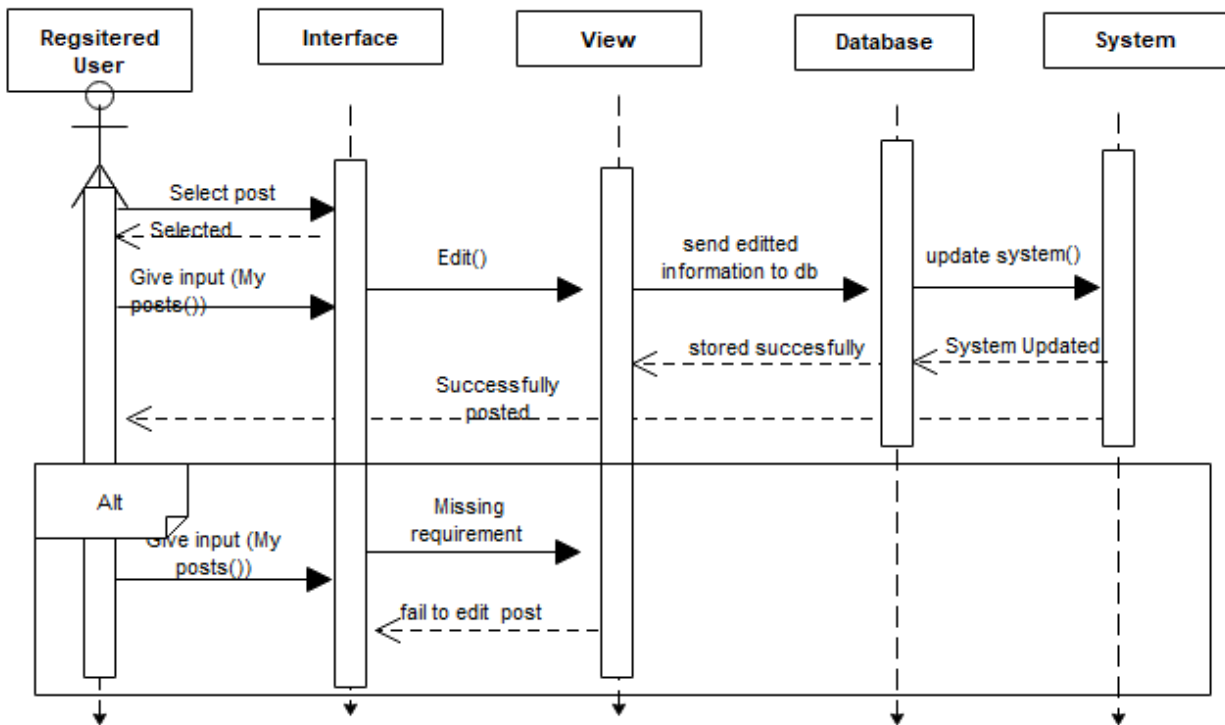 Regsitered
User
Interface
View
Database
System
Select post
Selected
Give input (My
posts())
Edit()
send editted
information to db
update system()
stored succesfully
System Updated
Successfully
posted
Alt
Missing
requirement
Give input (My
posts())
fail to edit post